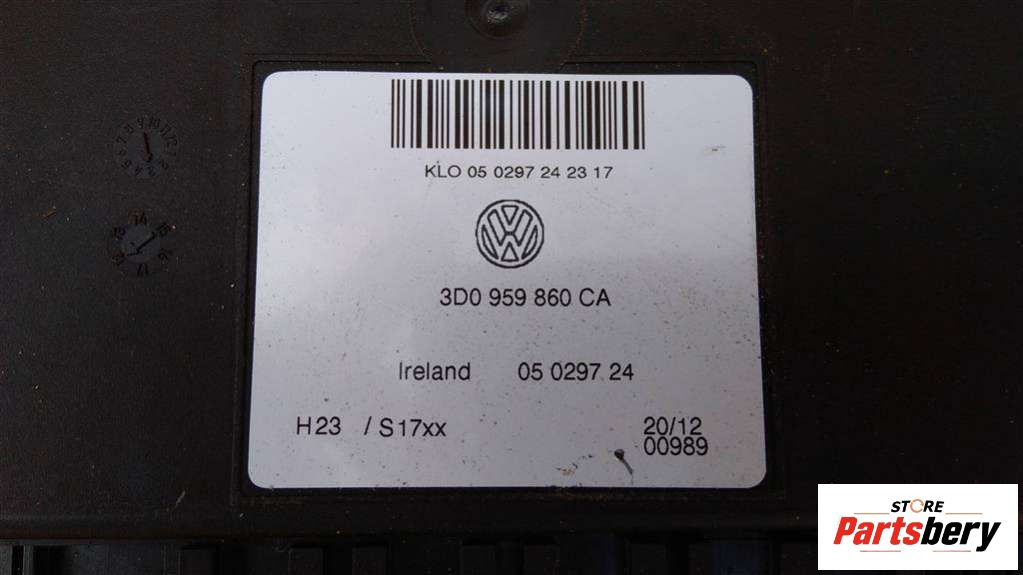 KLO 05 0297 24 23 17
VW
3D0 959 860 CA
Ireland 05 0297 24
H23 / S17xx 20/12
00989
STORE
Partsbery